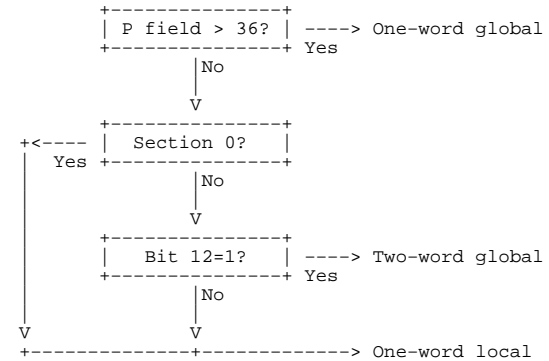 P field > 36? ----> One-word global
Yes
No
V
<---- Section 0?
Yes
No
V
Bit 12=1? ----> Two-word global
Yes
No
V V
One-word local